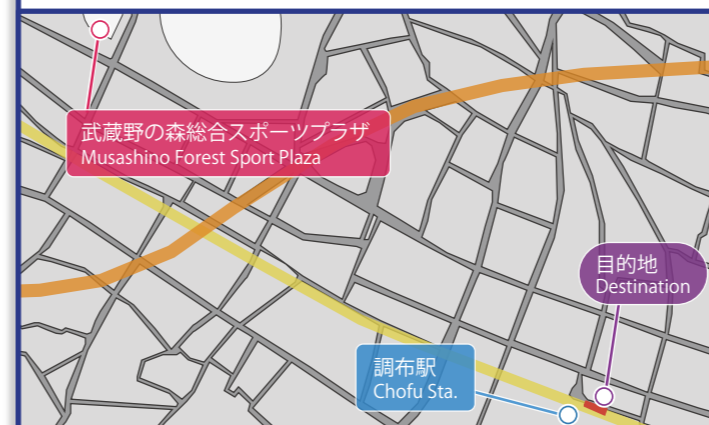 武蔵野の森総合スポーツプラザ
Musashino Forest Sport Plaza
目的地
Destination
調布駅
Chofu Sta.